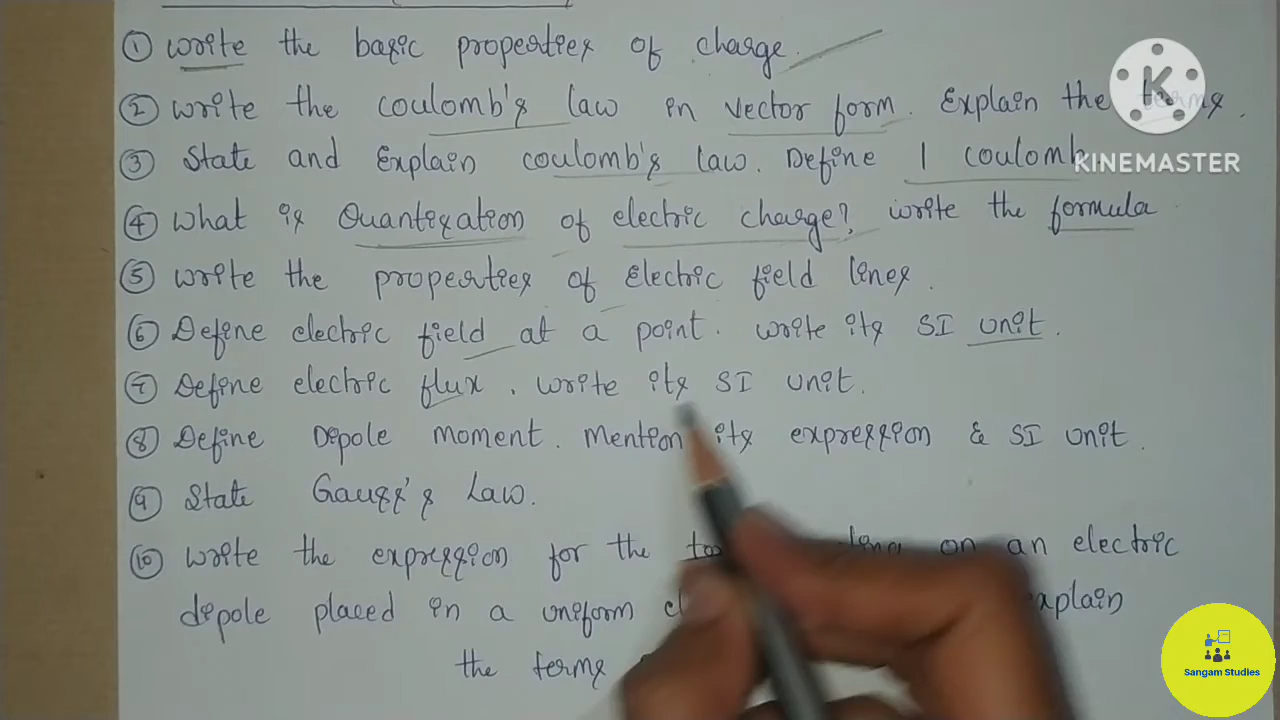 ① Write the basic properties of charge.
② Write the coulomb's law in vector form. Explain the terms.
KINEMASTER
③ State and Explain coulomb's law. Define 1 coulomb
④ What is Quantization of electric charge? write the formula
⑤ Write the properties of Electric field lines.
⑥ Define electric field at a point. write its SI unit.
⑦ Define electric flux. write its SI unit.
⑧ Define Dipole moment. Mention its expression & SI unit.
⑨ State Gauss's Law.
⑩ Write the expression for the on an electric
dipole placed in a uniform explain
the terms
Sangam Studies